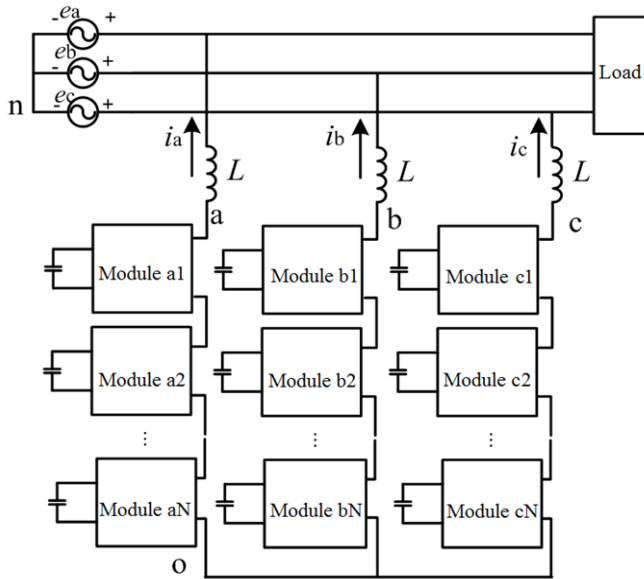 - ea +
- eb +
- ec +
n
Load
ia
ib
ic
L
L
L
a
b
c
Module a1
Module b1
Module c1
Module a2
Module b2
Module c2
...
...
...
Module aN
Module bN
Module cN
o